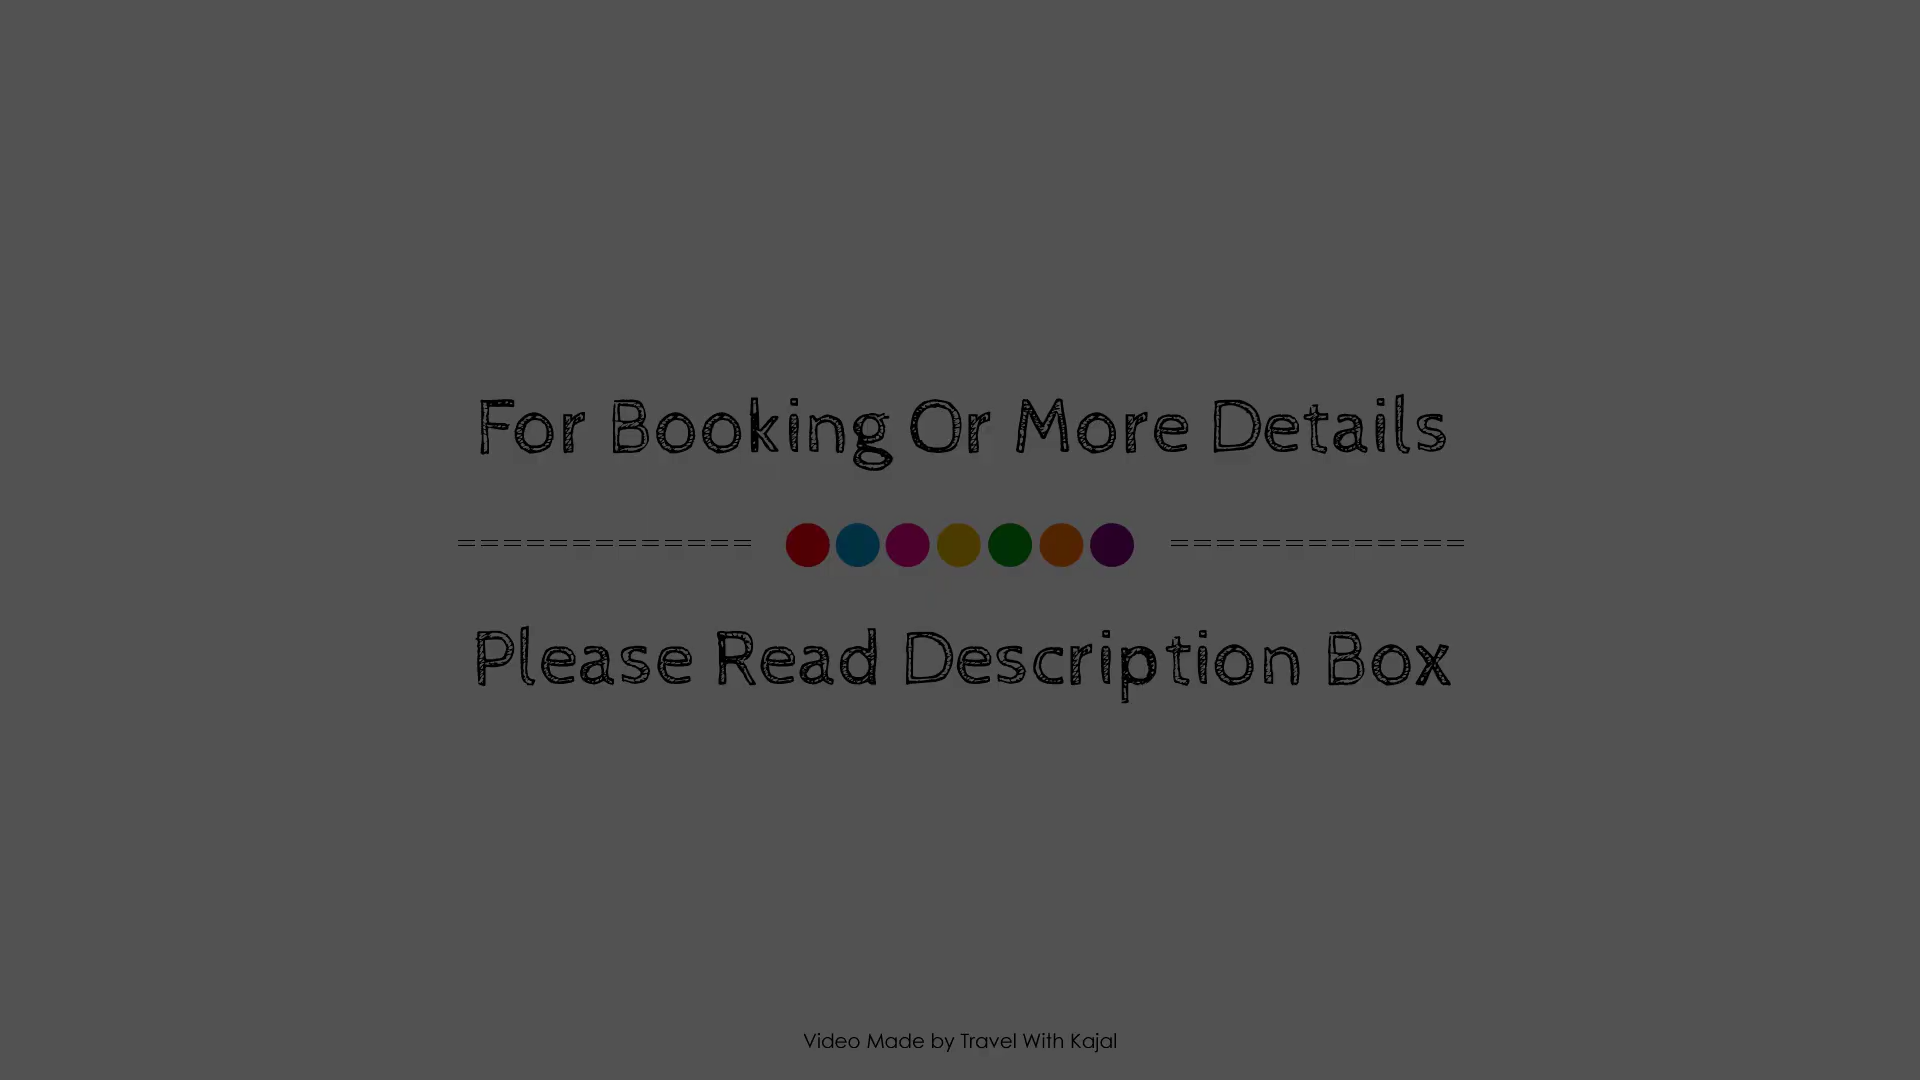 For Booking Or More Details
============= =============
Please Read Description Box
Video Made by Travel With Kajal